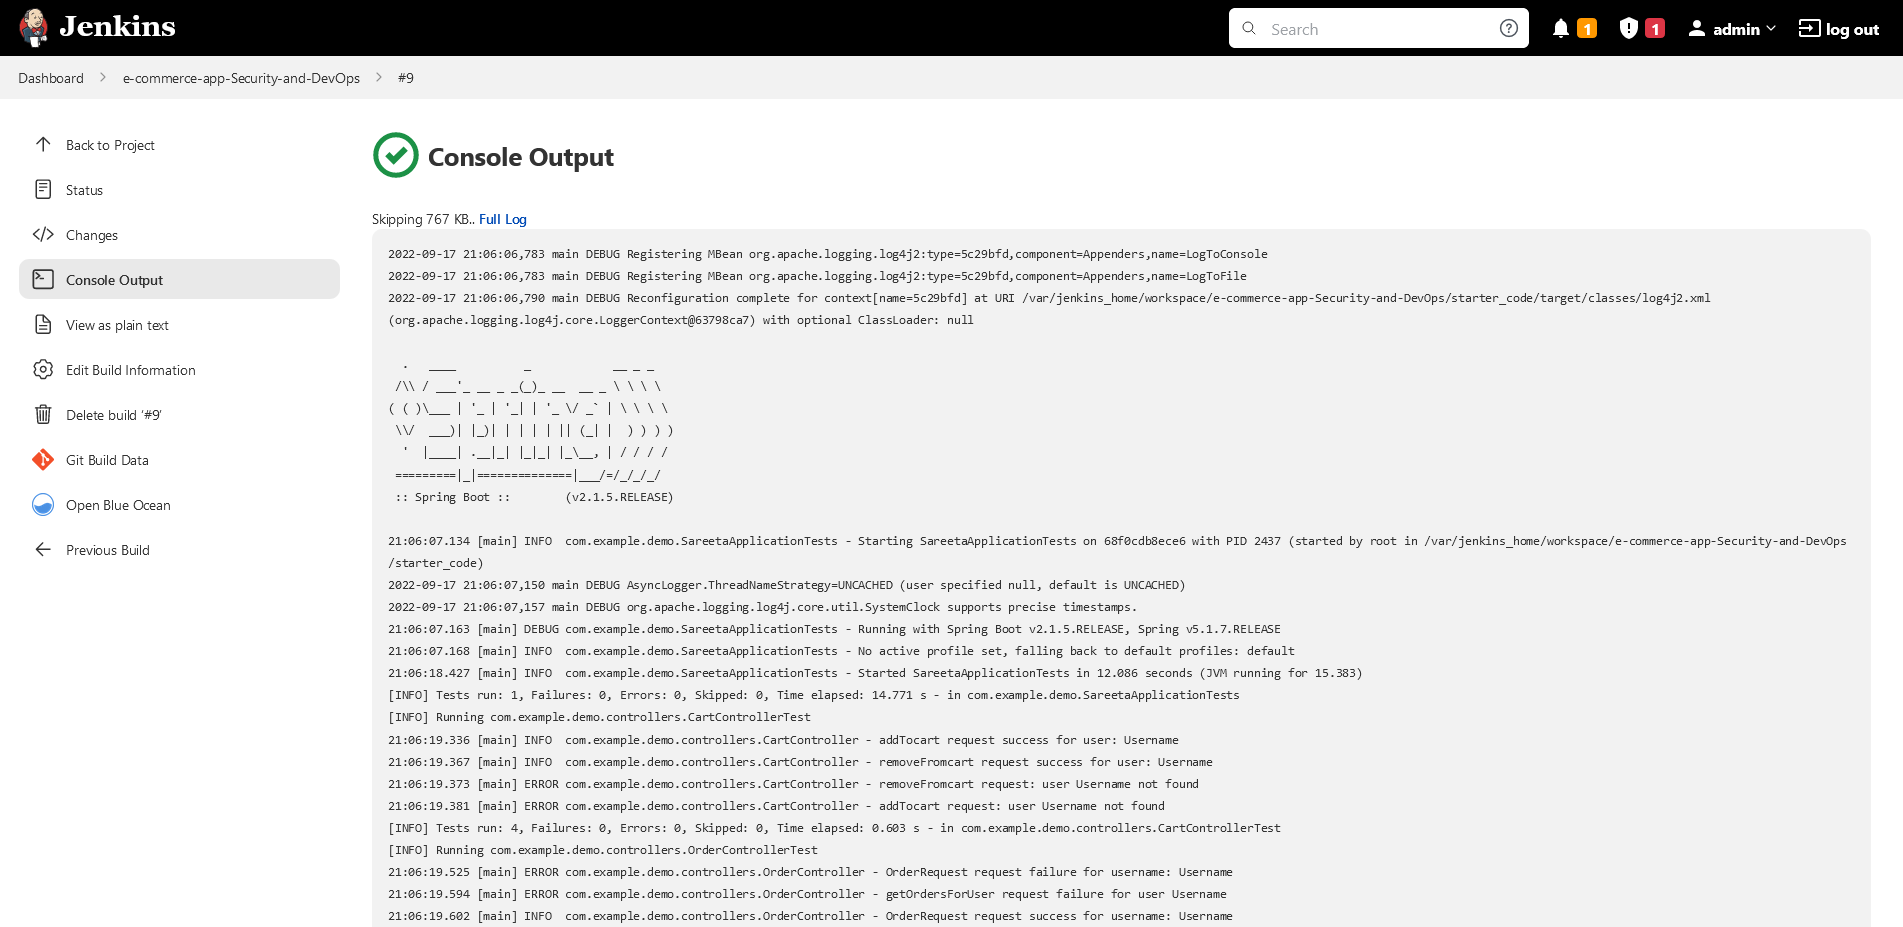 Jenkins
Search
1
1
admin
log out
Dashboard
e-commerce-app-Security-and-DevOps
#9
Back to Project
Status
Changes
Console Output
View as plain text
Edit Build Information
Delete build ‘#9’
Git Build Data
Open Blue Ocean
Previous Build
Console Output
Skipping 767 KB.. Full Log
2022-09-17 21:06:06,783 main DEBUG Registering MBean org.apache.logging.log4j2:type=5c29bfd,component=Appenders,name=LogToConsole
2022-09-17 21:06:06,783 main DEBUG Registering MBean org.apache.logging.log4j2:type=5c29bfd,component=Appenders,name=LogToFile
2022-09-17 21:06:06,790 main DEBUG Reconfiguration complete for context[name=5c29bfd] at URI /var/jenkins_home/workspace/e-commerce-app-Security-and-DevOps/starter_code/target/classes/log4j2.xml
(org.apache.logging.log4j.core.LoggerContext@63798ca7) with optional ClassLoader: null
  .   ____          _            __ _ _
 /\\ / ___'_ __ _ _(_)_ __  __ _ \ \ \ \
( ( )\___ | '_ | '_| | '_ \/ _` | \ \ \ \
 \\/  ___)| |_)| | | | | || (_| |  ) ) ) )
  '  |____| .__|_| |_|_| |_\__, | / / / /
 =========|_|==============|___/=/_/_/_/
 :: Spring Boot ::        (v2.1.5.RELEASE)
21:06:07.134 [main] INFO  com.example.demo.SareetaApplicationTests - Starting SareetaApplicationTests on 68f0cdb8ece6 with PID 2437 (started by root in /var/jenkins_home/workspace/e-commerce-app-Security-and-DevOps
/starter_code)
2022-09-17 21:06:07,150 main DEBUG AsyncLogger.ThreadNameStrategy=UNCACHED (user specified null, default is UNCACHED)
2022-09-17 21:06:07,157 main DEBUG org.apache.logging.log4j.core.util.SystemClock supports precise timestamps.
21:06:07.163 [main] DEBUG com.example.demo.SareetaApplicationTests - Running with Spring Boot v2.1.5.RELEASE, Spring v5.1.7.RELEASE
21:06:07.168 [main] INFO  com.example.demo.SareetaApplicationTests - No active profile set, falling back to default profiles: default
21:06:18.427 [main] INFO  com.example.demo.SareetaApplicationTests - Started SareetaApplicationTests in 12.086 seconds (JVM running for 15.383)
[INFO] Tests run: 1, Failures: 0, Errors: 0, Skipped: 0, Time elapsed: 14.771 s - in com.example.demo.SareetaApplicationTests
[INFO] Running com.example.demo.controllers.CartControllerTest
21:06:19.336 [main] INFO  com.example.demo.controllers.CartController - addTocart request success for user: Username
21:06:19.367 [main] INFO  com.example.demo.controllers.CartController - removeFromcart request success for user: Username
21:06:19.373 [main] ERROR com.example.demo.controllers.CartController - removeFromcart request: user Username not found
21:06:19.381 [main] ERROR com.example.demo.controllers.CartController - addTocart request: user Username not found
[INFO] Tests run: 4, Failures: 0, Errors: 0, Skipped: 0, Time elapsed: 0.603 s - in com.example.demo.controllers.CartControllerTest
[INFO] Running com.example.demo.controllers.OrderControllerTest
21:06:19.525 [main] ERROR com.example.demo.controllers.OrderController - OrderRequest request failure for username: Username
21:06:19.594 [main] ERROR com.example.demo.controllers.OrderController - getOrdersForUser request failure for user Username
21:06:19.602 [main] INFO  com.example.demo.controllers.OrderController - OrderRequest request success for username: Username